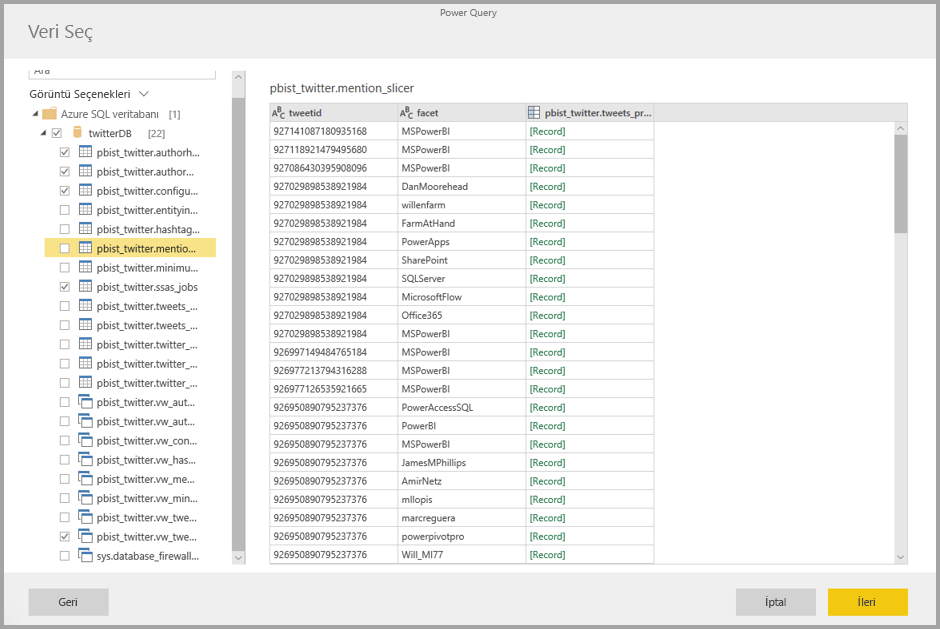 Power Query
Veri Seç
Ara
Görüntü Seçenekleri
Azure SQL veritabanı [1]
twitterDB [22]
pbist_twitter.authorh...
pbist_twitter.author...
pbist_twitter.configu...
pbist_twitter.entityin...
pbist_twitter.hashtag...
pbist_twitter.mentio...
pbist_twitter.minimu...
pbist_twitter.ssas_jobs
pbist_twitter.tweets_...
pbist_twitter.tweets_...
pbist_twitter.twitter_...
pbist_twitter.twitter_...
pbist_twitter.twitter_...
pbist_twitter.vw_aut...
pbist_twitter.vw_aut...
pbist_twitter.vw_con...
pbist_twitter.vw_has...
pbist_twitter.vw_me...
pbist_twitter.vw_min...
pbist_twitter.vw_twe...
pbist_twitter.vw_twe...
sys.database_firewall...
pbist_twitter.mention_slicer
ABC tweetid ABC facet pbist_twitter.tweets_pr...
927141087180935168 MSPowerBI [Record]
927118921479495680 MSPowerBI [Record]
927086430395908096 MSPowerBI [Record]
927029898538921984 DanMoorehead [Record]
927029898538921984 willenfarm [Record]
927029898538921984 FarmAtHand [Record]
927029898538921984 PowerApps [Record]
927029898538921984 SharePoint [Record]
927029898538921984 SQLServer [Record]
927029898538921984 MicrosoftFlow [Record]
927029898538921984 Office365 [Record]
927029898538921984 MSPowerBI [Record]
926997149484765184 MSPowerBI [Record]
926977213794316288 MSPowerBI [Record]
926977126535921665 MSPowerBI [Record]
926950890795237376 PowerAccessSQL [Record]
926950890795237376 PowerBI [Record]
926950890795237376 MSPowerBI [Record]
926950890795237376 JamesMPhillips [Record]
926950890795237376 AmirNetz [Record]
926950890795237376 mllopis [Record]
926950890795237376 marcreguera [Record]
926950890795237376 powerpivotpro [Record]
926950890795237376 Will_MI77 [Record]
Geri
İptal
İleri